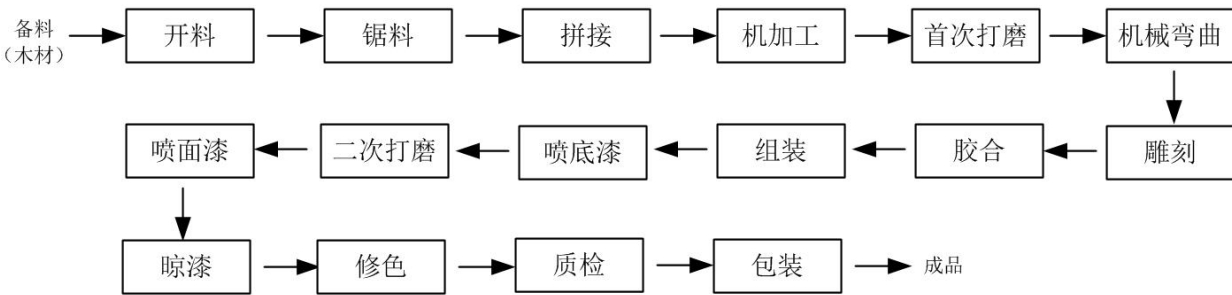 备料
（木材）
开料
锯料
拼接
机加工
首次打磨
机械弯曲
雕刻
胶合
组装
喷底漆
二次打磨
喷面漆
晾漆
修色
质检
包装
成品